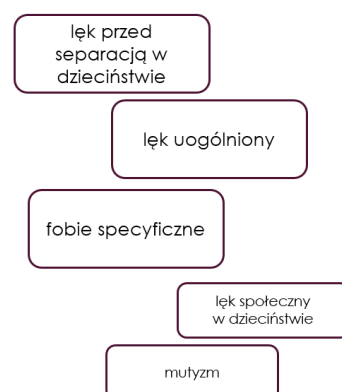 lęk przed
separacją w
dzieciństwie
lęk uogólniony
fobie specyficzne
lęk społeczny
w dzieciństwie
mutyzm